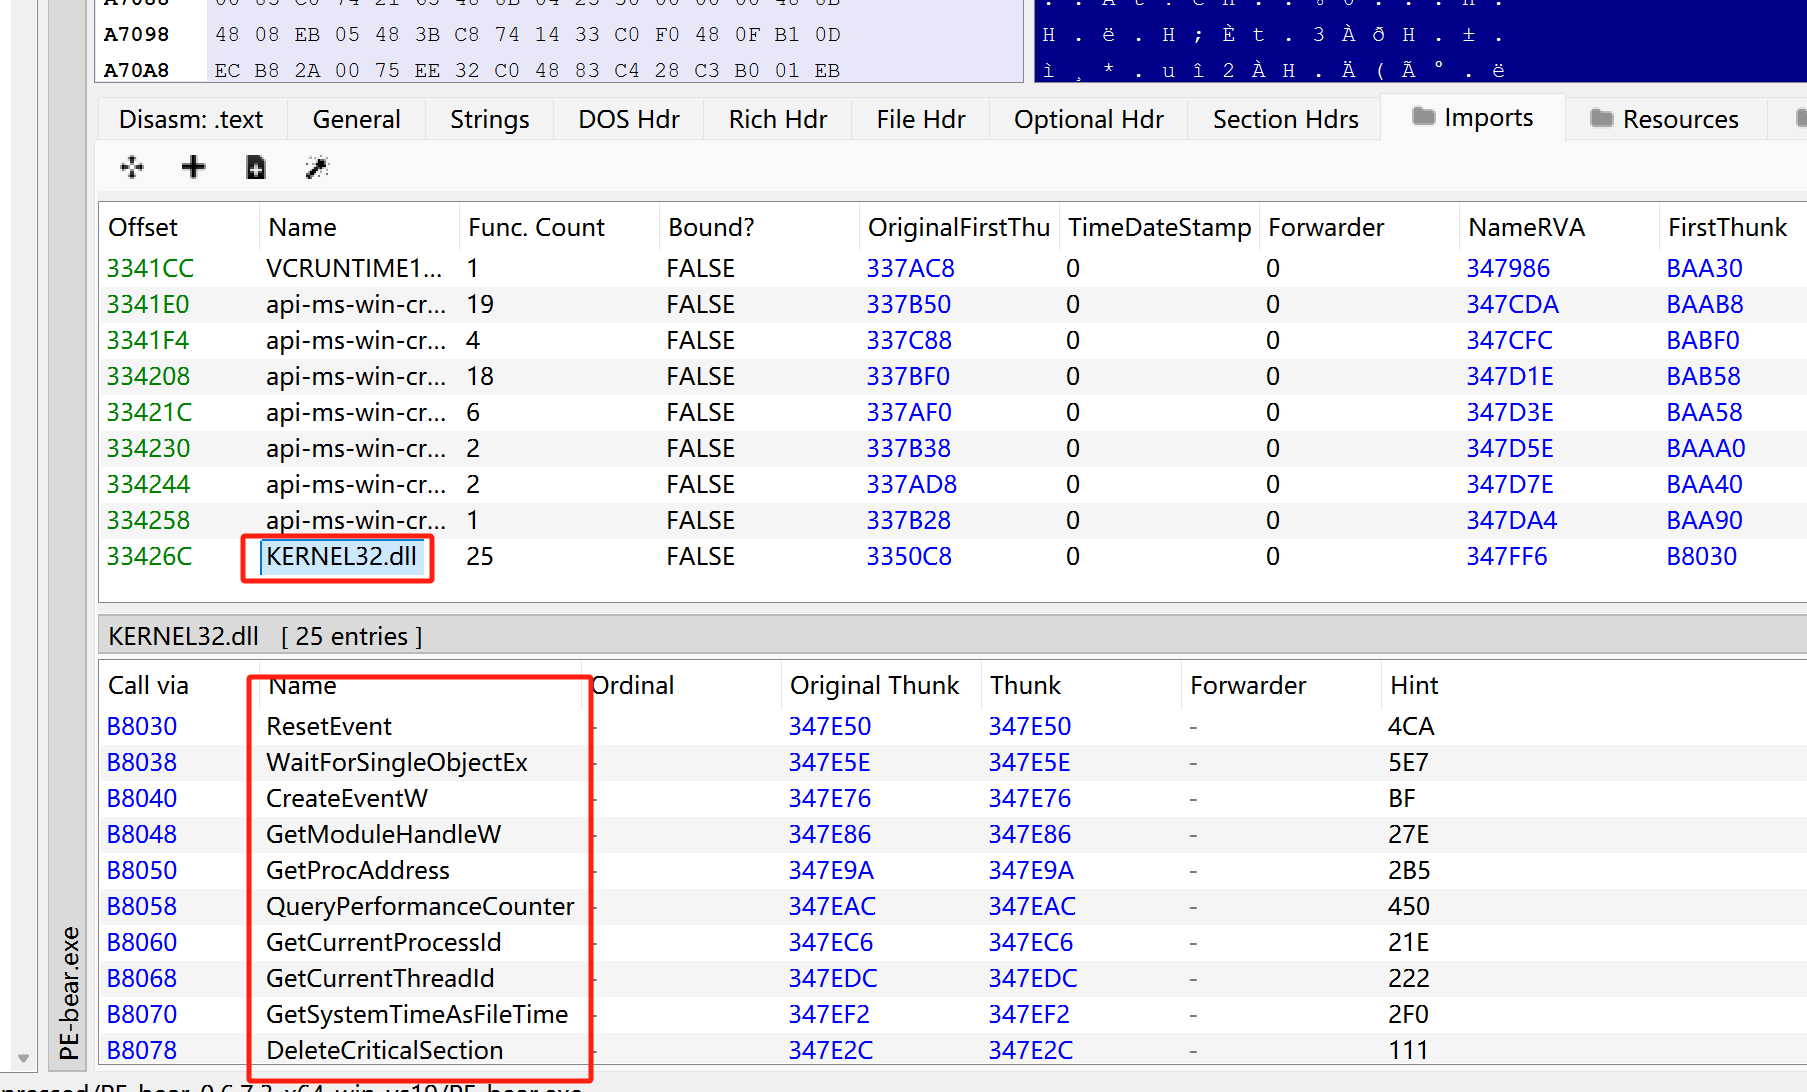 48 08 EB 05 48 3B C8 74 14 33 C0 F0 48 0F B1 0D
A7098
H . ë . H ; È t . 3 À ð H . ± .
A70A8 EC B8 2A 00 75 EE 32 C0 48 83 C4 28 C3 B0 01 EB
ì ¸ * . u î 2 À H . Ä ( Ã ° . ë
Disasm: .text General Strings DOS Hdr Rich Hdr File Hdr Optional Hdr Section Hdrs Imports Resources
Offset Name Func. Count Bound? OriginalFirstThu TimeDateStamp Forwarder NameRVA FirstThunk
3341CC VCRUNTIME1... 1 FALSE 337AC8 0 0 347986 BAA30
3341E0 api-ms-win-cr... 19 FALSE 337B50 0 0 347CDA BAAB8
3341F4 api-ms-win-cr... 4 FALSE 337C88 0 0 347CFC BABF0
334208 api-ms-win-cr... 18 FALSE 337BF0 0 0 347D1E BAB58
33421C api-ms-win-cr... 6 FALSE 337AF0 0 0 347D3E BAA58
334230 api-ms-win-cr... 2 FALSE 337B38 0 0 347D5E BAAA0
334244 api-ms-win-cr... 2 FALSE 337AD8 0 0 347D7E BAA40
334258 api-ms-win-cr... 1 FALSE 337B28 0 0 347DA4 BAA90
33426C KERNEL32.dll 25 FALSE 3350C8 0 0 347FF6 B8030
KERNEL32.dll [ 25 entries ]
Call via Name Ordinal Original Thunk Thunk Forwarder Hint
B8030 ResetEvent - 347E50 347E50 - 4CA
B8038 WaitForSingleObjectEx - 347E5E 347E5E - 5E7
B8040 CreateEventW - 347E76 347E76 - BF
B8048 GetModuleHandleW - 347E86 347E86 - 27E
B8050 GetProcAddress - 347E9A 347E9A - 2B5
B8058 QueryPerformanceCounter - 347EAC 347EAC - 450
B8060 GetCurrentProcessId - 347EC6 347EC6 - 21E
B8068 GetCurrentThreadId - 347EDC 347EDC - 222
B8070 GetSystemTimeAsFileTime - 347EF2 347EF2 - 2F0
B8078 DeleteCriticalSection - 347E2C 347E2C - 111
PE-bear.exe